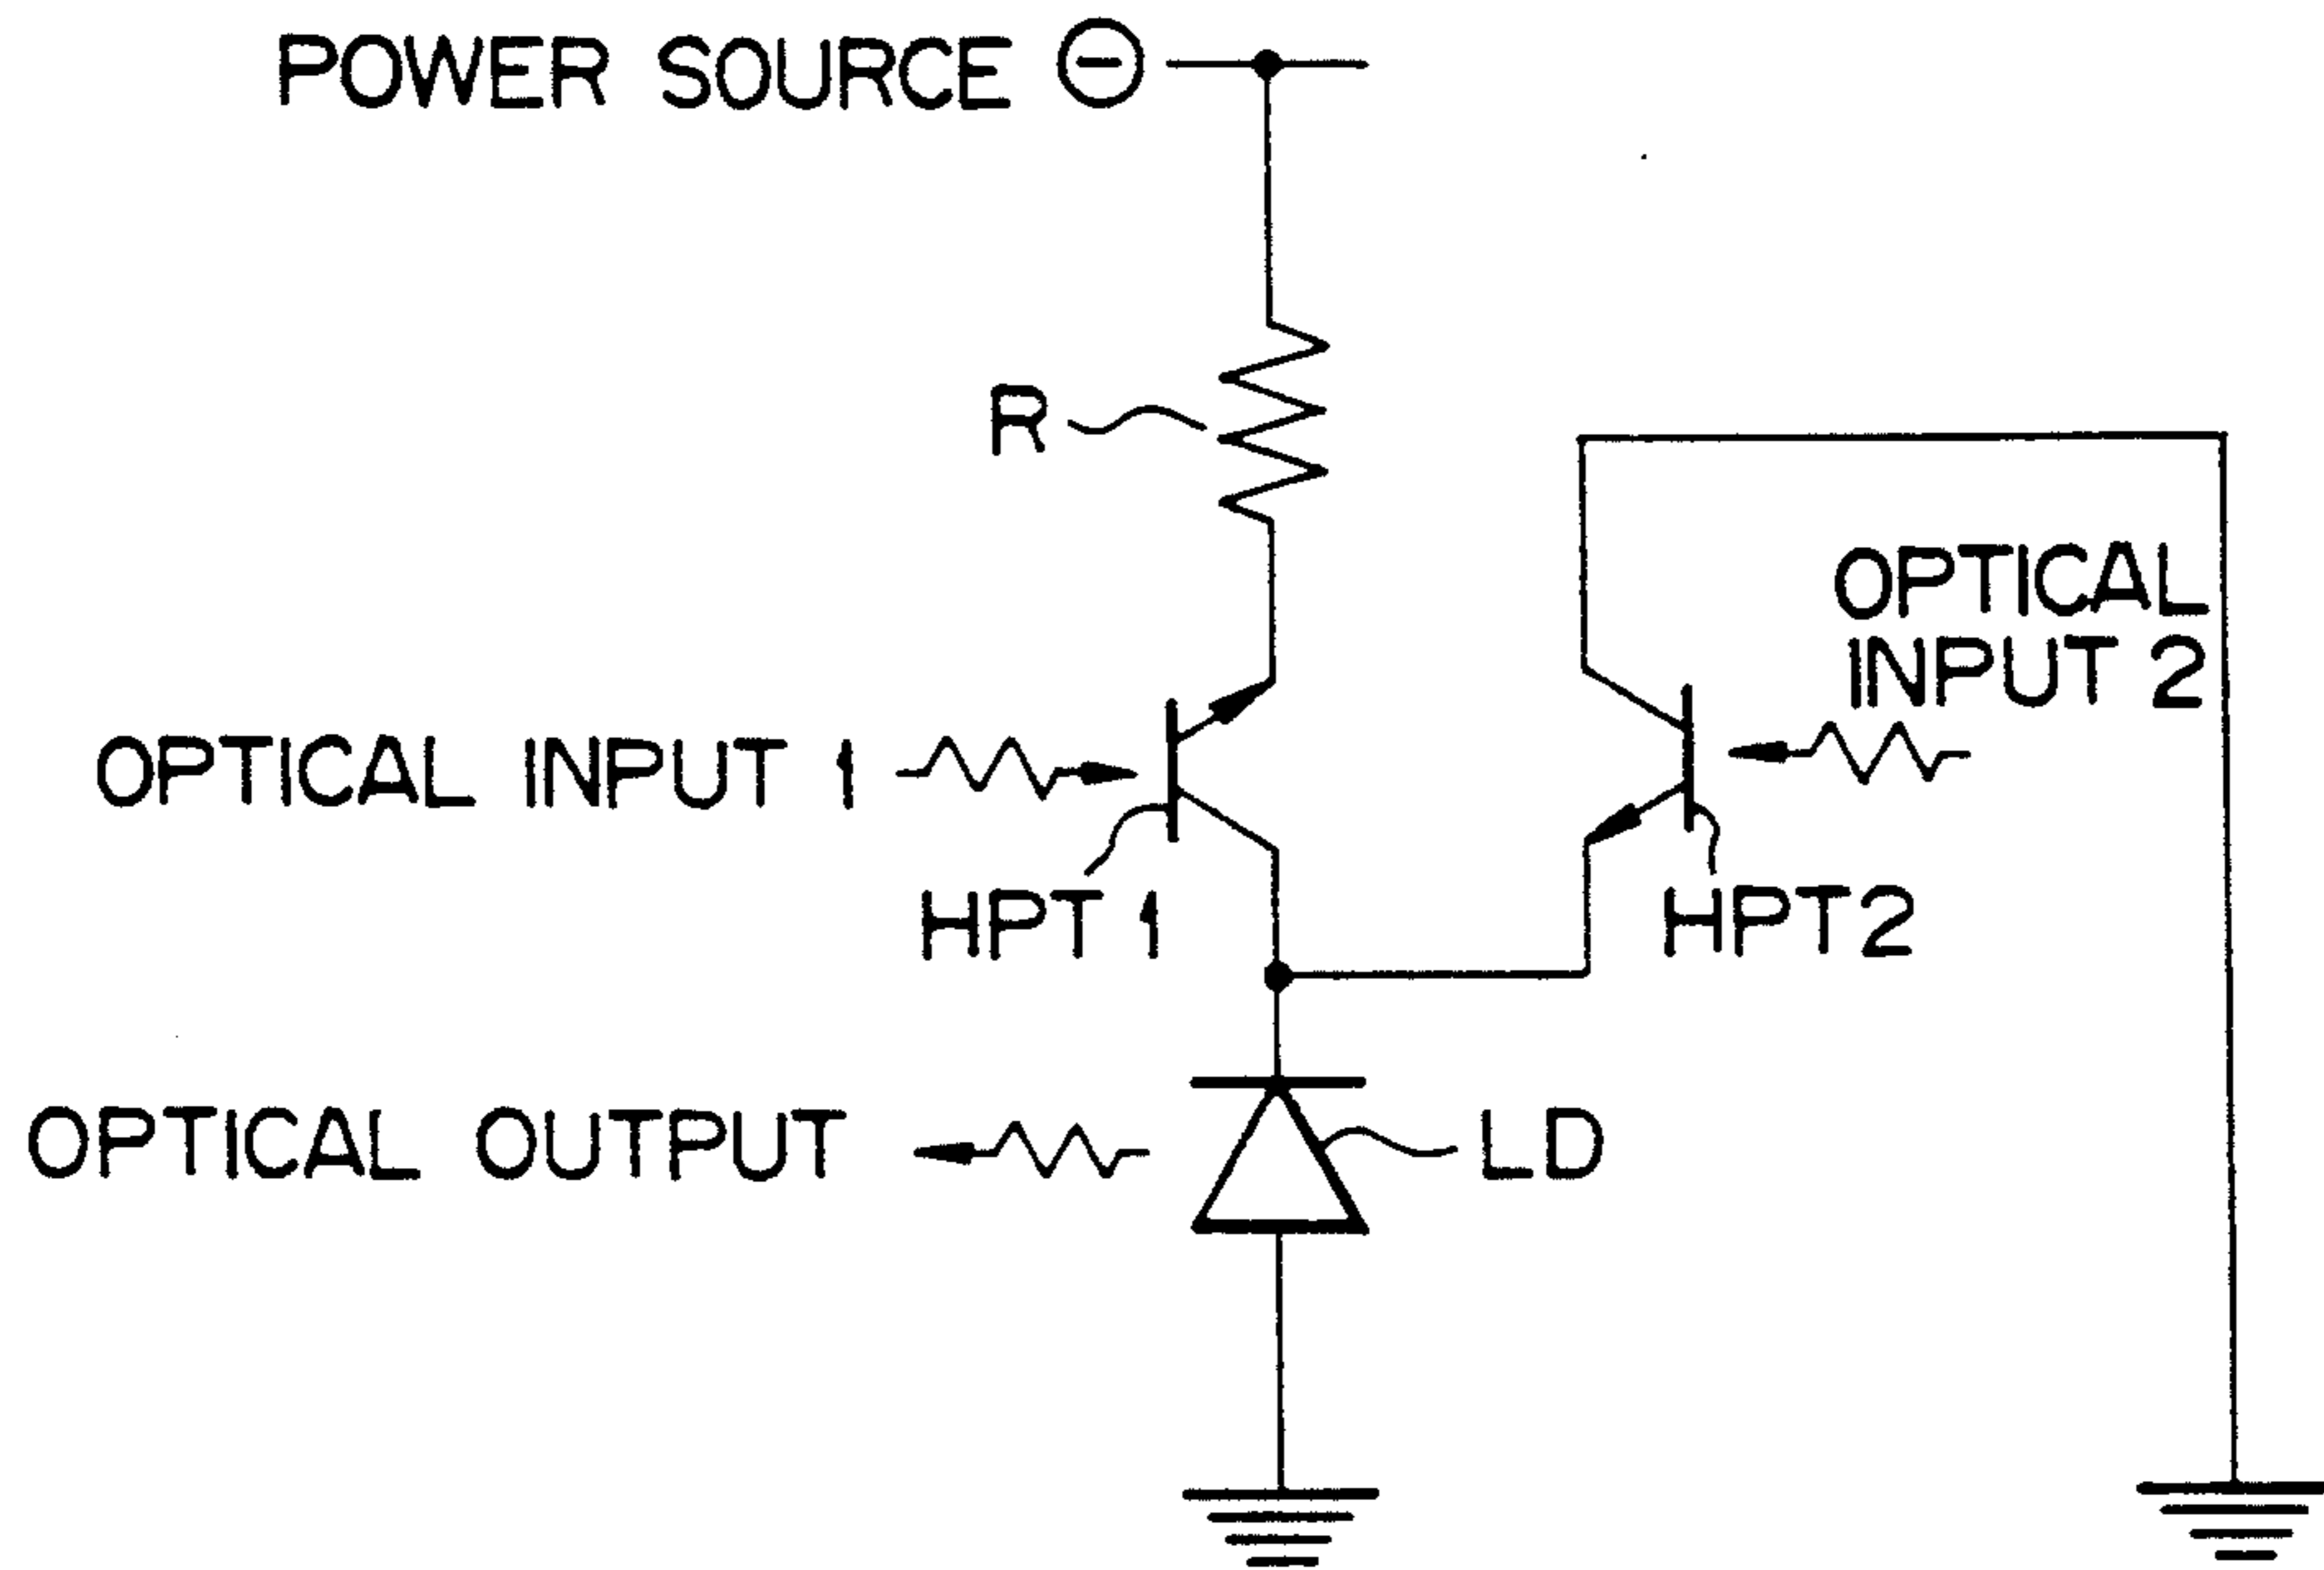 POWER SOURCE ⊖
R
OPTICAL
INPUT 2
OPTICAL INPUT 1
HPT 1
HPT2
OPTICAL OUTPUT
LD